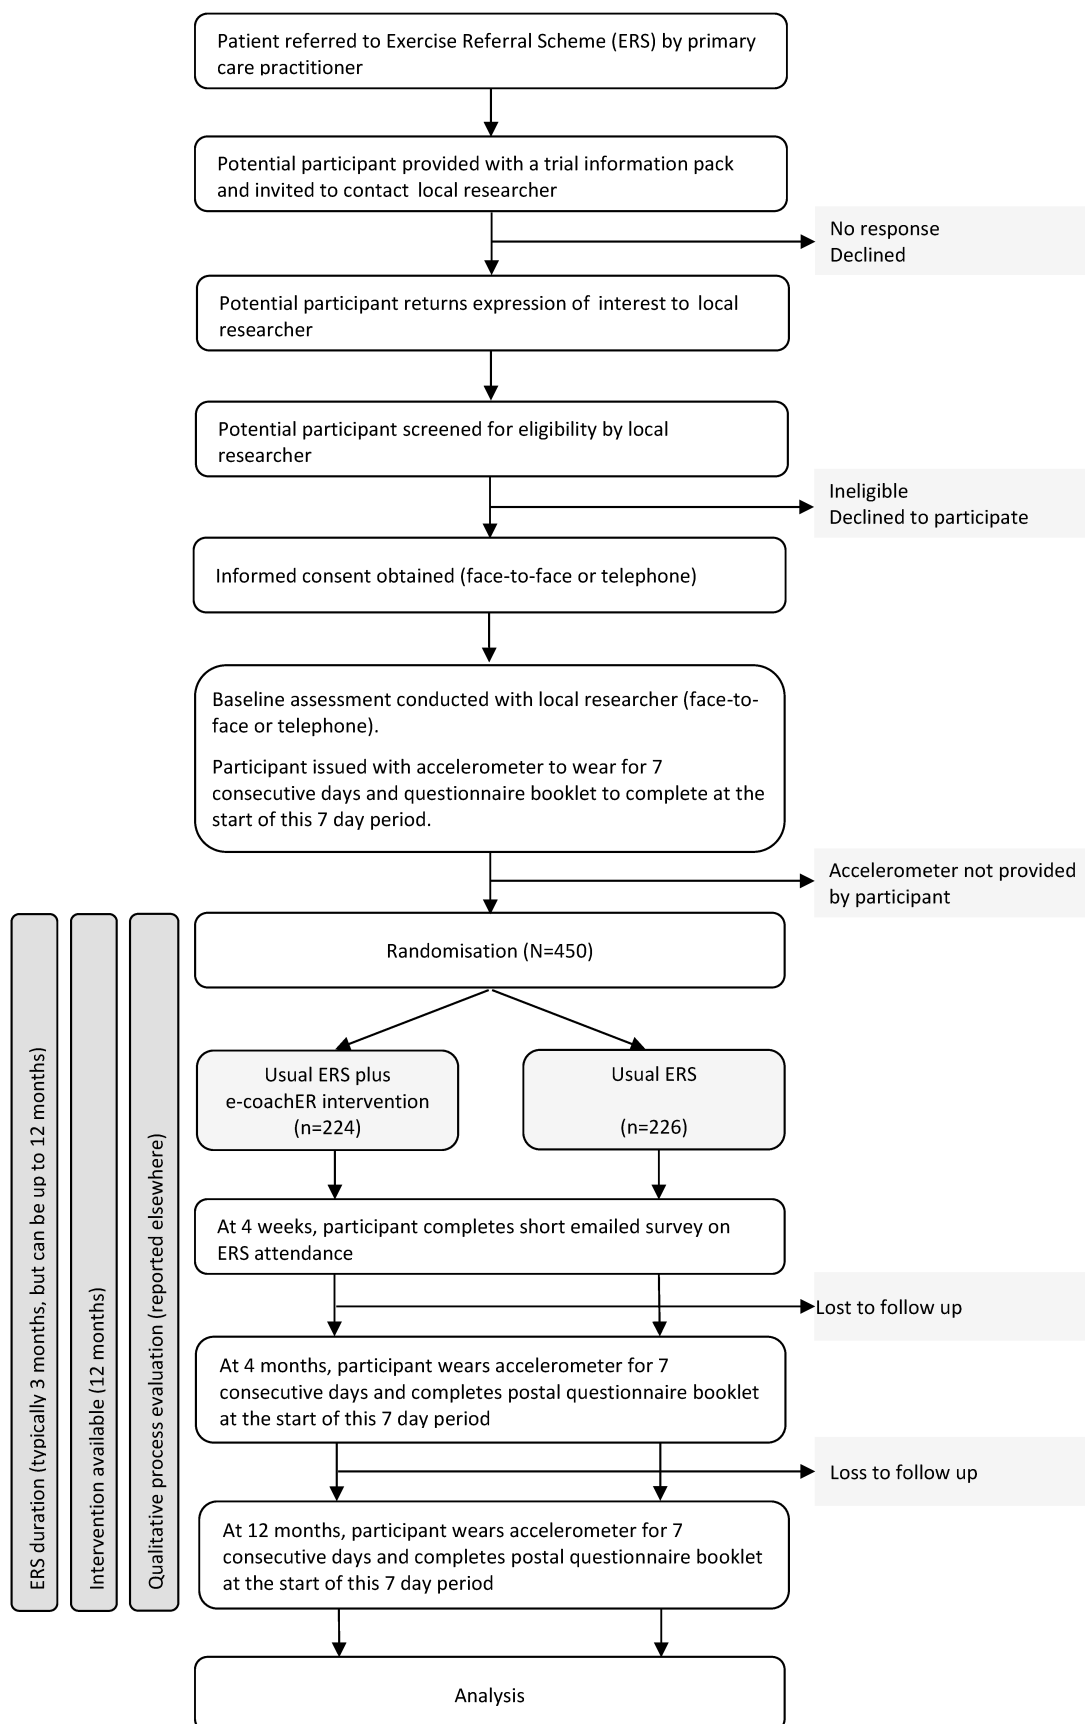 Patient referred to Exercise Referral Scheme (ERS) by primary
care practitioner
Potential participant provided with a trial information pack
and invited to contact local researcher
No response
Declined
Potential participant returns expression of interest to local
researcher
Potential participant screened for eligibility by local
researcher
Ineligible
Declined to participate
Informed consent obtained (face-to-face or telephone)
Baseline assessment conducted with local researcher (face-to-
face or telephone).
Participant issued with accelerometer to wear for 7
consecutive days and questionnaire booklet to complete at the
start of this 7 day period.
Accelerometer not provided
by participant
Randomisation (N=450)
Usual ERS plus
e-coachER intervention
(n=224)
Usual ERS
(n=226)
At 4 weeks, participant completes short emailed survey on
ERS attendance
Lost to follow up
At 4 months, participant wears accelerometer for 7
consecutive days and completes postal questionnaire booklet
at the start of this 7 day period
Loss to follow up
At 12 months, participant wears accelerometer for 7
consecutive days and completes postal questionnaire booklet
at the start of this 7 day period
Analysis
ERS duration (typically 3 months, but can be up to 12 months)
Intervention available (12 months)
Qualitative process evaluation (reported elsewhere)